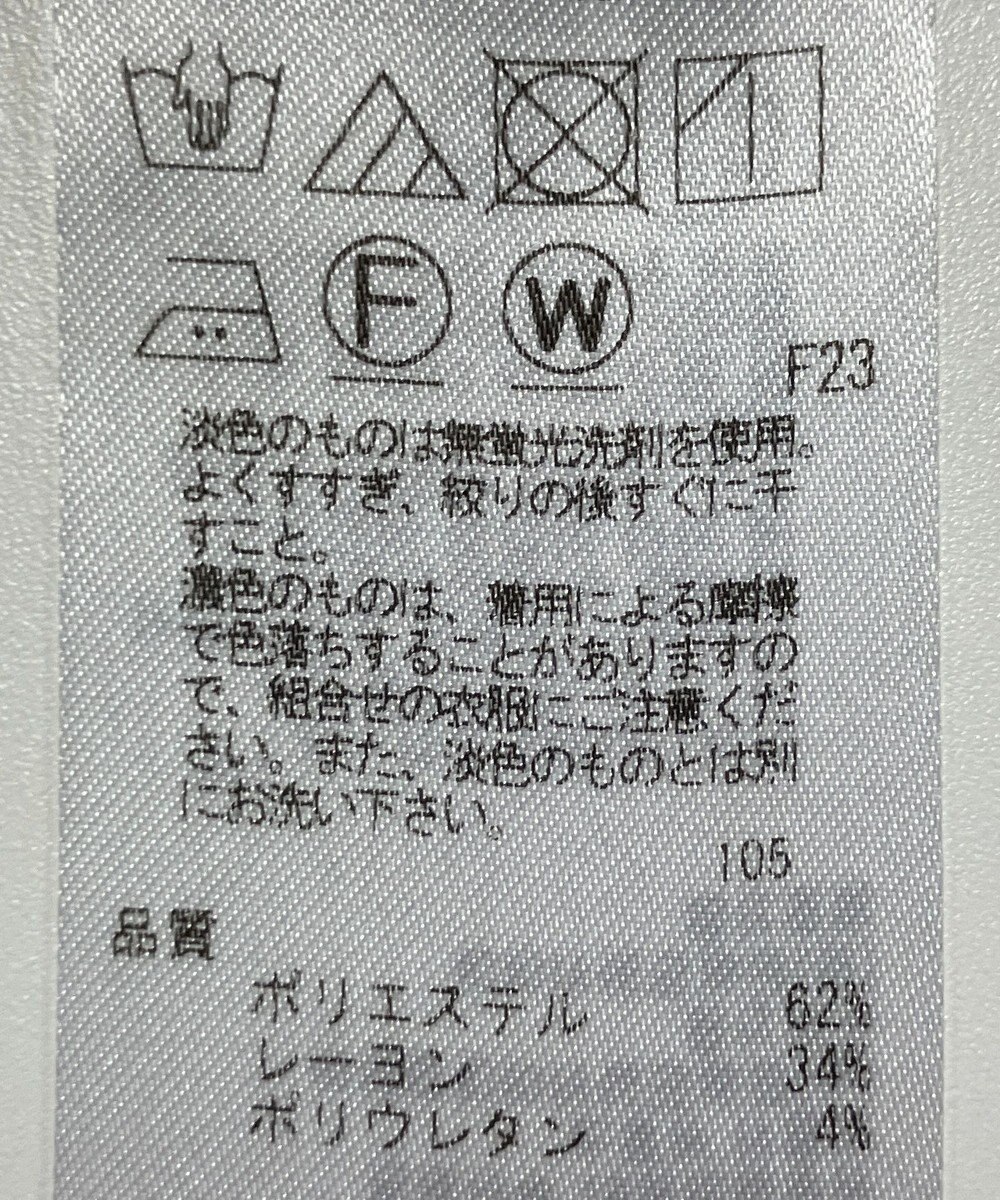 F W
F23
淡色のものは無蛍光洗剤を使用。
よくすすぎ、絞りの後すぐに干
すこと。
濃色のものは、着用による摩擦
で色落ちすることがありますの
で、組合せの衣服にご注意くだ
さい。また、淡色のものとは別
にお洗い下さい。
105
品質
ポリエステル 62%
レーヨン 34%
ポリウレタン 4%